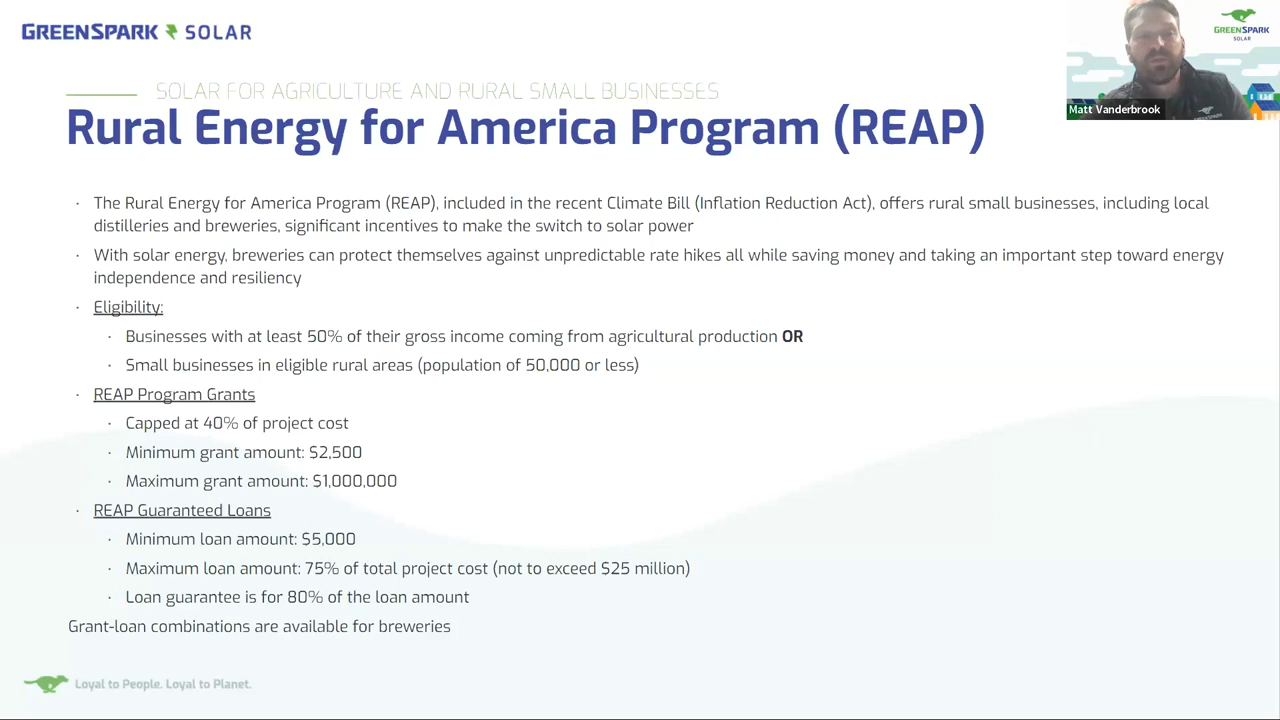 GREENSPARK SOLAR
GREENSPARK
SOLAR
Matt Vanderbrook
SOLAR FOR AGRICULTURE AND RURAL SMALL BUSINESSES
Rural Energy for America Program (REAP)
· The Rural Energy for America Program (REAP), included in the recent Climate Bill (Inflation Reduction Act), offers rural small businesses, including local
distilleries and breweries, significant incentives to make the switch to solar power
· With solar energy, breweries can protect themselves against unpredictable rate hikes all while saving money and taking an important step toward energy
independence and resiliency
· Eligibility:
· Businesses with at least 50% of their gross income coming from agricultural production OR
· Small businesses in eligible rural areas (population of 50,000 or less)
· REAP Program Grants
· Capped at 40% of project cost
· Minimum grant amount: $2,500
· Maximum grant amount: $1,000,000
· REAP Guaranteed Loans
· Minimum loan amount: $5,000
· Maximum loan amount: 75% of total project cost (not to exceed $25 million)
· Loan guarantee is for 80% of the loan amount
Grant-loan combinations are available for breweries
Loyal to People. Loyal to Planet.